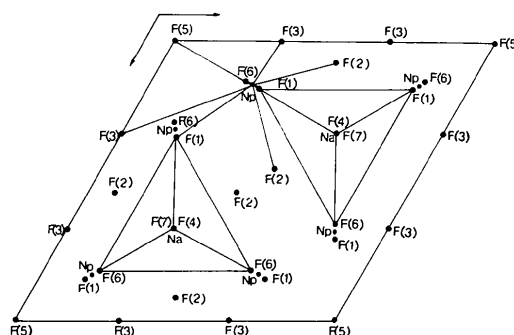 F(5) F(3) F(3) F(5)
F(2)
F(6) F(1) Np F(6)
Np F(1)
F(6) F(4)
F(3) Np F(1) Na F(7) F(3)
F(2)
F(2) F(2)
F(7) F(4) F(6)
F(3) Na Np F(3)
F(1)
Np F(6) F(6)
F(1) Np F(1)
F(2)
F(5) F(3) F(3) F(5)